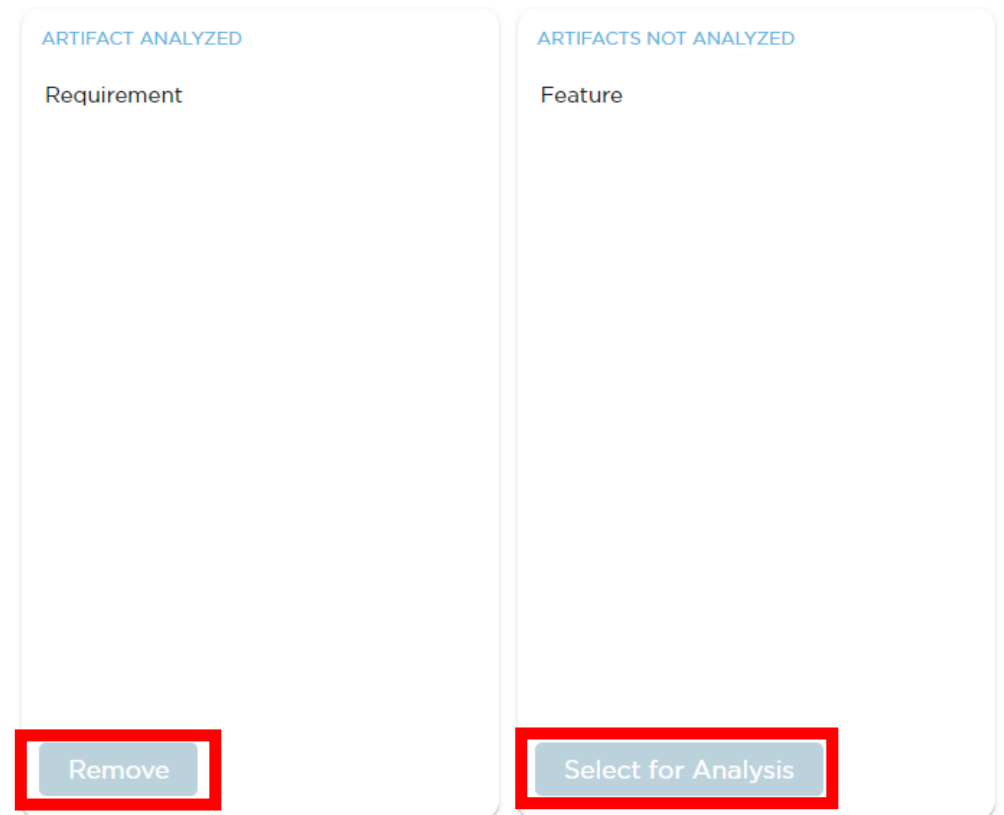 ARTIFACT ANALYZED
Requirement
Remove
ARTIFACTS NOT ANALYZED
Feature
Select for Analysis